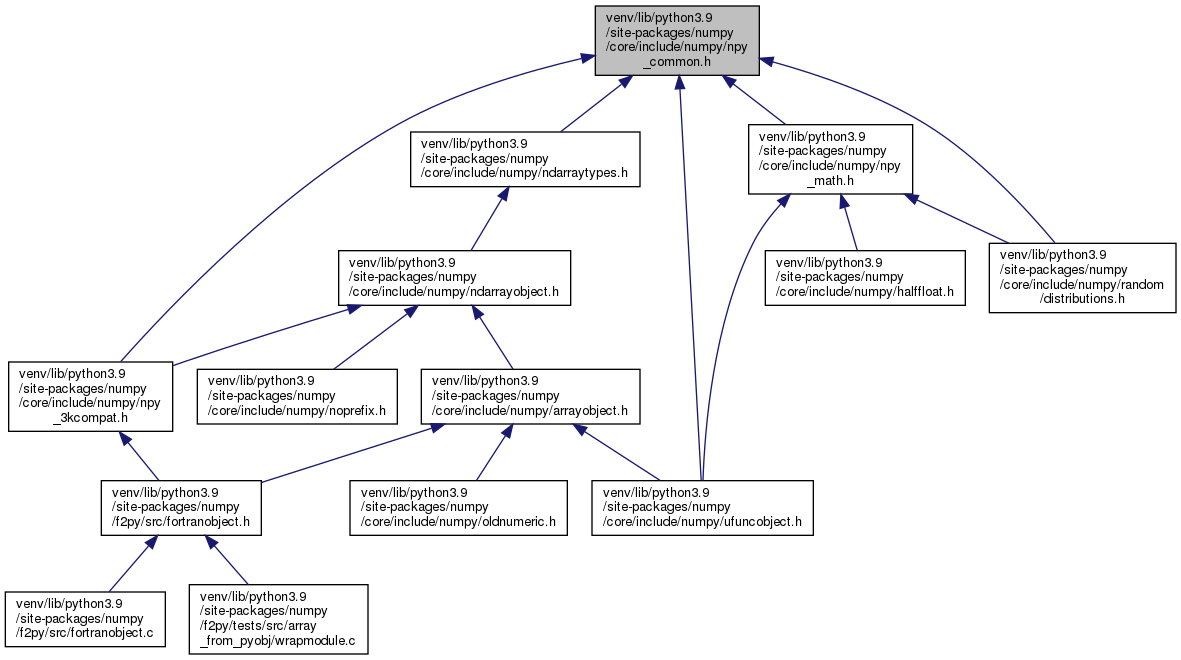 venv/lib/python3.9
/site-packages/numpy
/core/include/numpy/npy
_common.h
venv/lib/python3.9
/site-packages/numpy
/core/include/numpy/ndarraytypes.h
venv/lib/python3.9
/site-packages/numpy
/core/include/numpy/npy
_math.h
venv/lib/python3.9
/site-packages/numpy
/core/include/numpy/ndarrayobject.h
venv/lib/python3.9
/site-packages/numpy
/core/include/numpy/halffloat.h
venv/lib/python3.9
/site-packages/numpy
/core/include/numpy/random
/distributions.h
venv/lib/python3.9
/site-packages/numpy
/core/include/numpy/npy
_3kcompat.h
venv/lib/python3.9
/site-packages/numpy
/core/include/numpy/noprefix.h
venv/lib/python3.9
/site-packages/numpy
/core/include/numpy/arrayobject.h
venv/lib/python3.9
/site-packages/numpy
/f2py/src/fortranobject.h
venv/lib/python3.9
/site-packages/numpy
/core/include/numpy/oldnumeric.h
venv/lib/python3.9
/site-packages/numpy
/core/include/numpy/ufuncobject.h
venv/lib/python3.9
/site-packages/numpy
/f2py/src/fortranobject.c
venv/lib/python3.9
/site-packages/numpy
/f2py/tests/src/array
_from_pyobj/wrapmodule.c